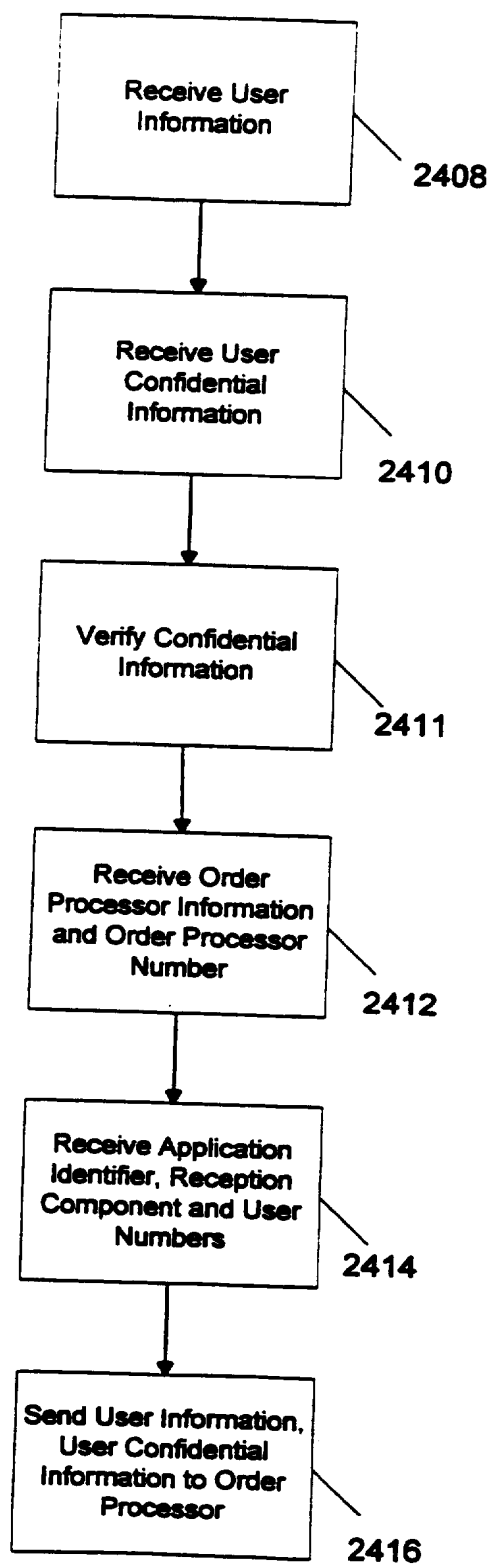 Receive User
Information
2408
Receive User
Confidential
Information
2410
Verify Confidential
Information
2411
Receive Order
Processor Information
and Order Processor
Number
2412
Receive Application
Identifier, Reception
Component and User
Numbers
2414
Send User Information,
User Confidential
Information to Order
Processor
2416